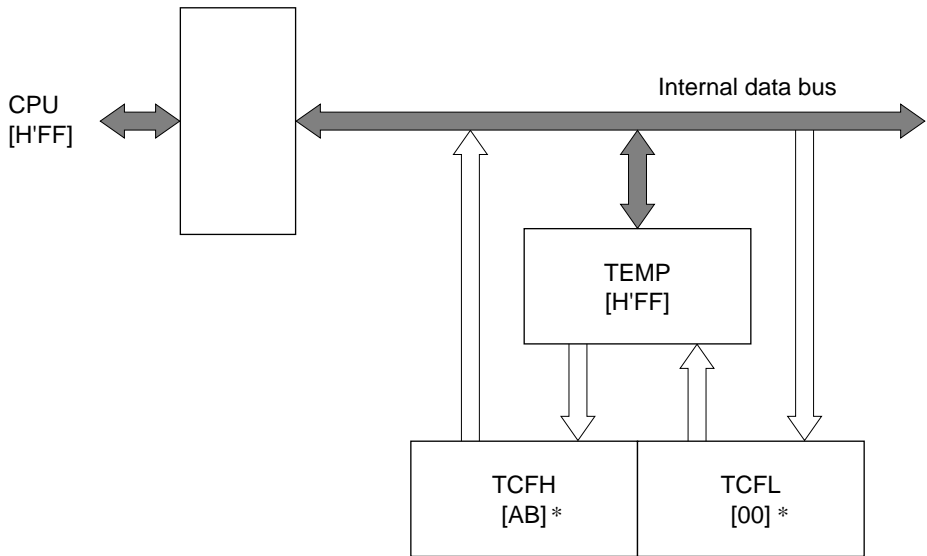 Internal data bus
CPU
[H'FF]
TEMP
[H'FF]
TCFH
[AB] *
TCFL
[00] *